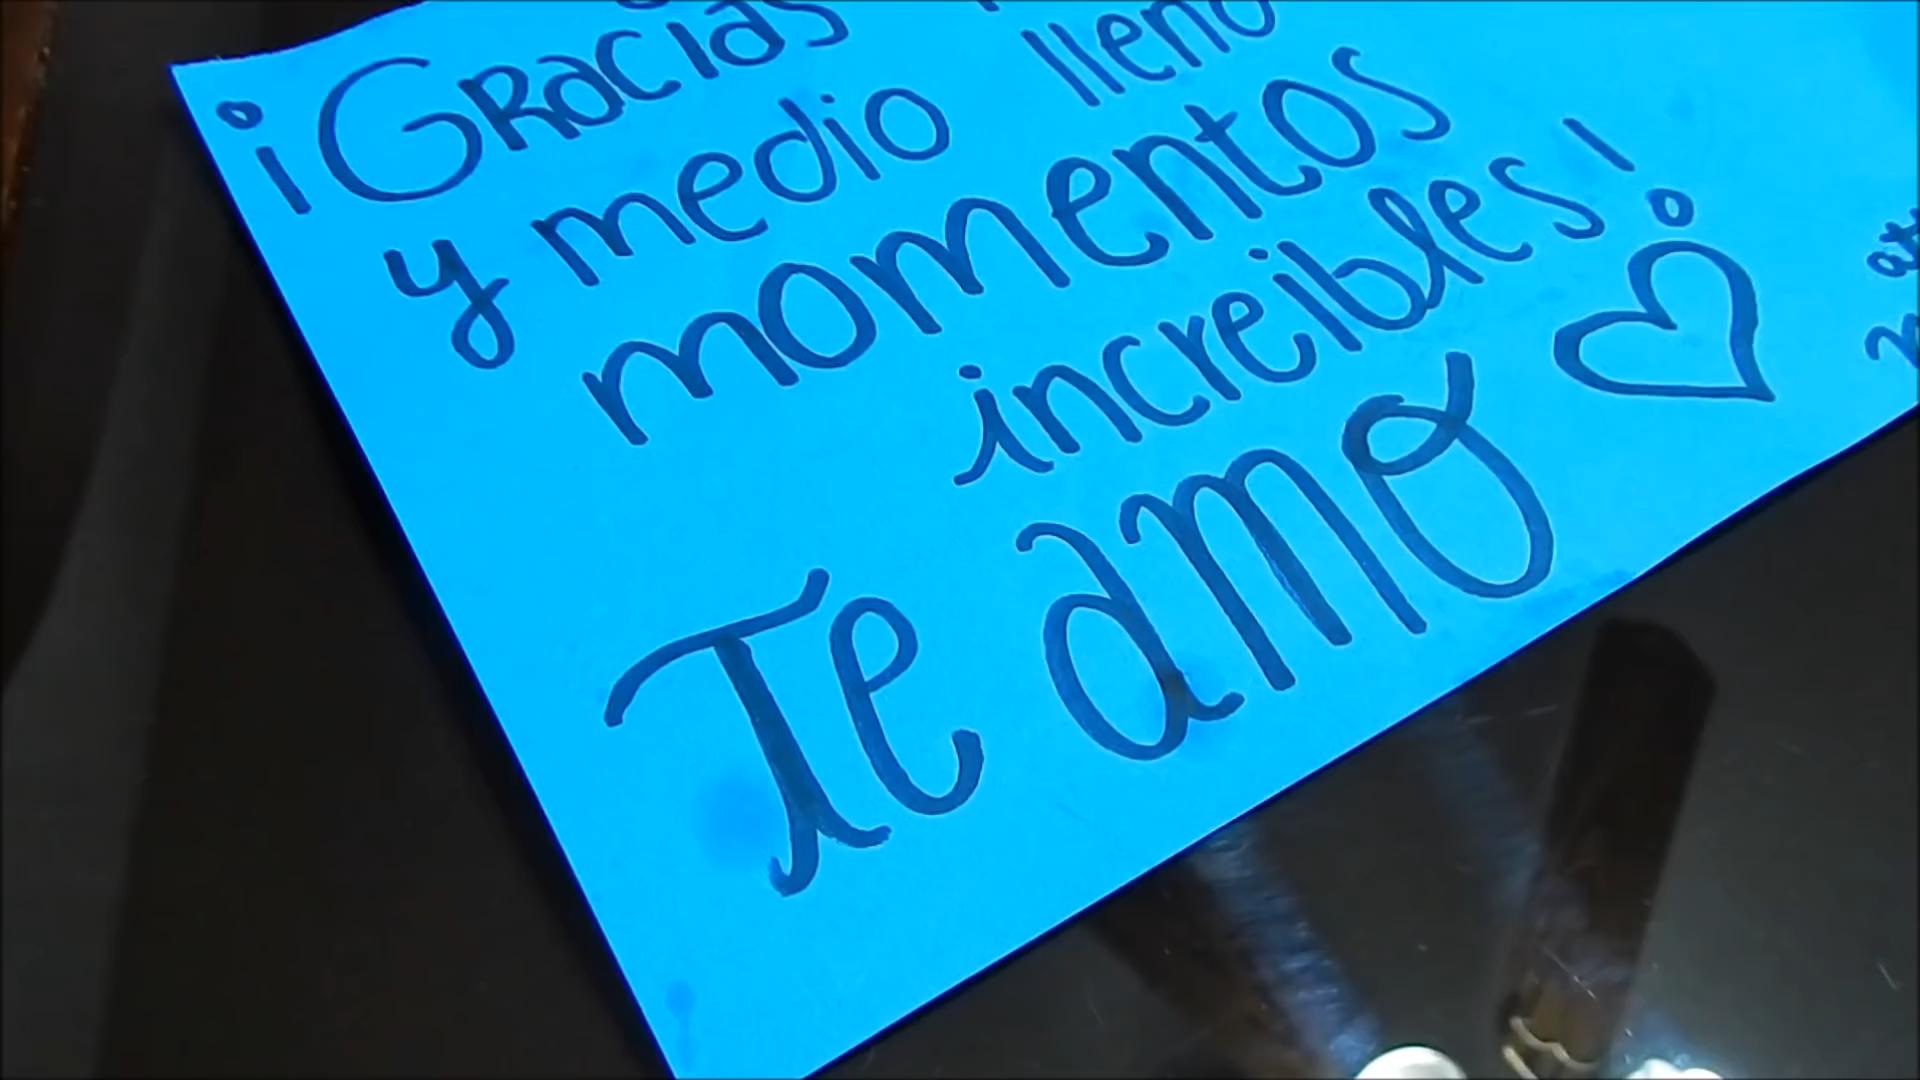 ¡Gracias
y medio lleno
momentos
increibles!
Te amo